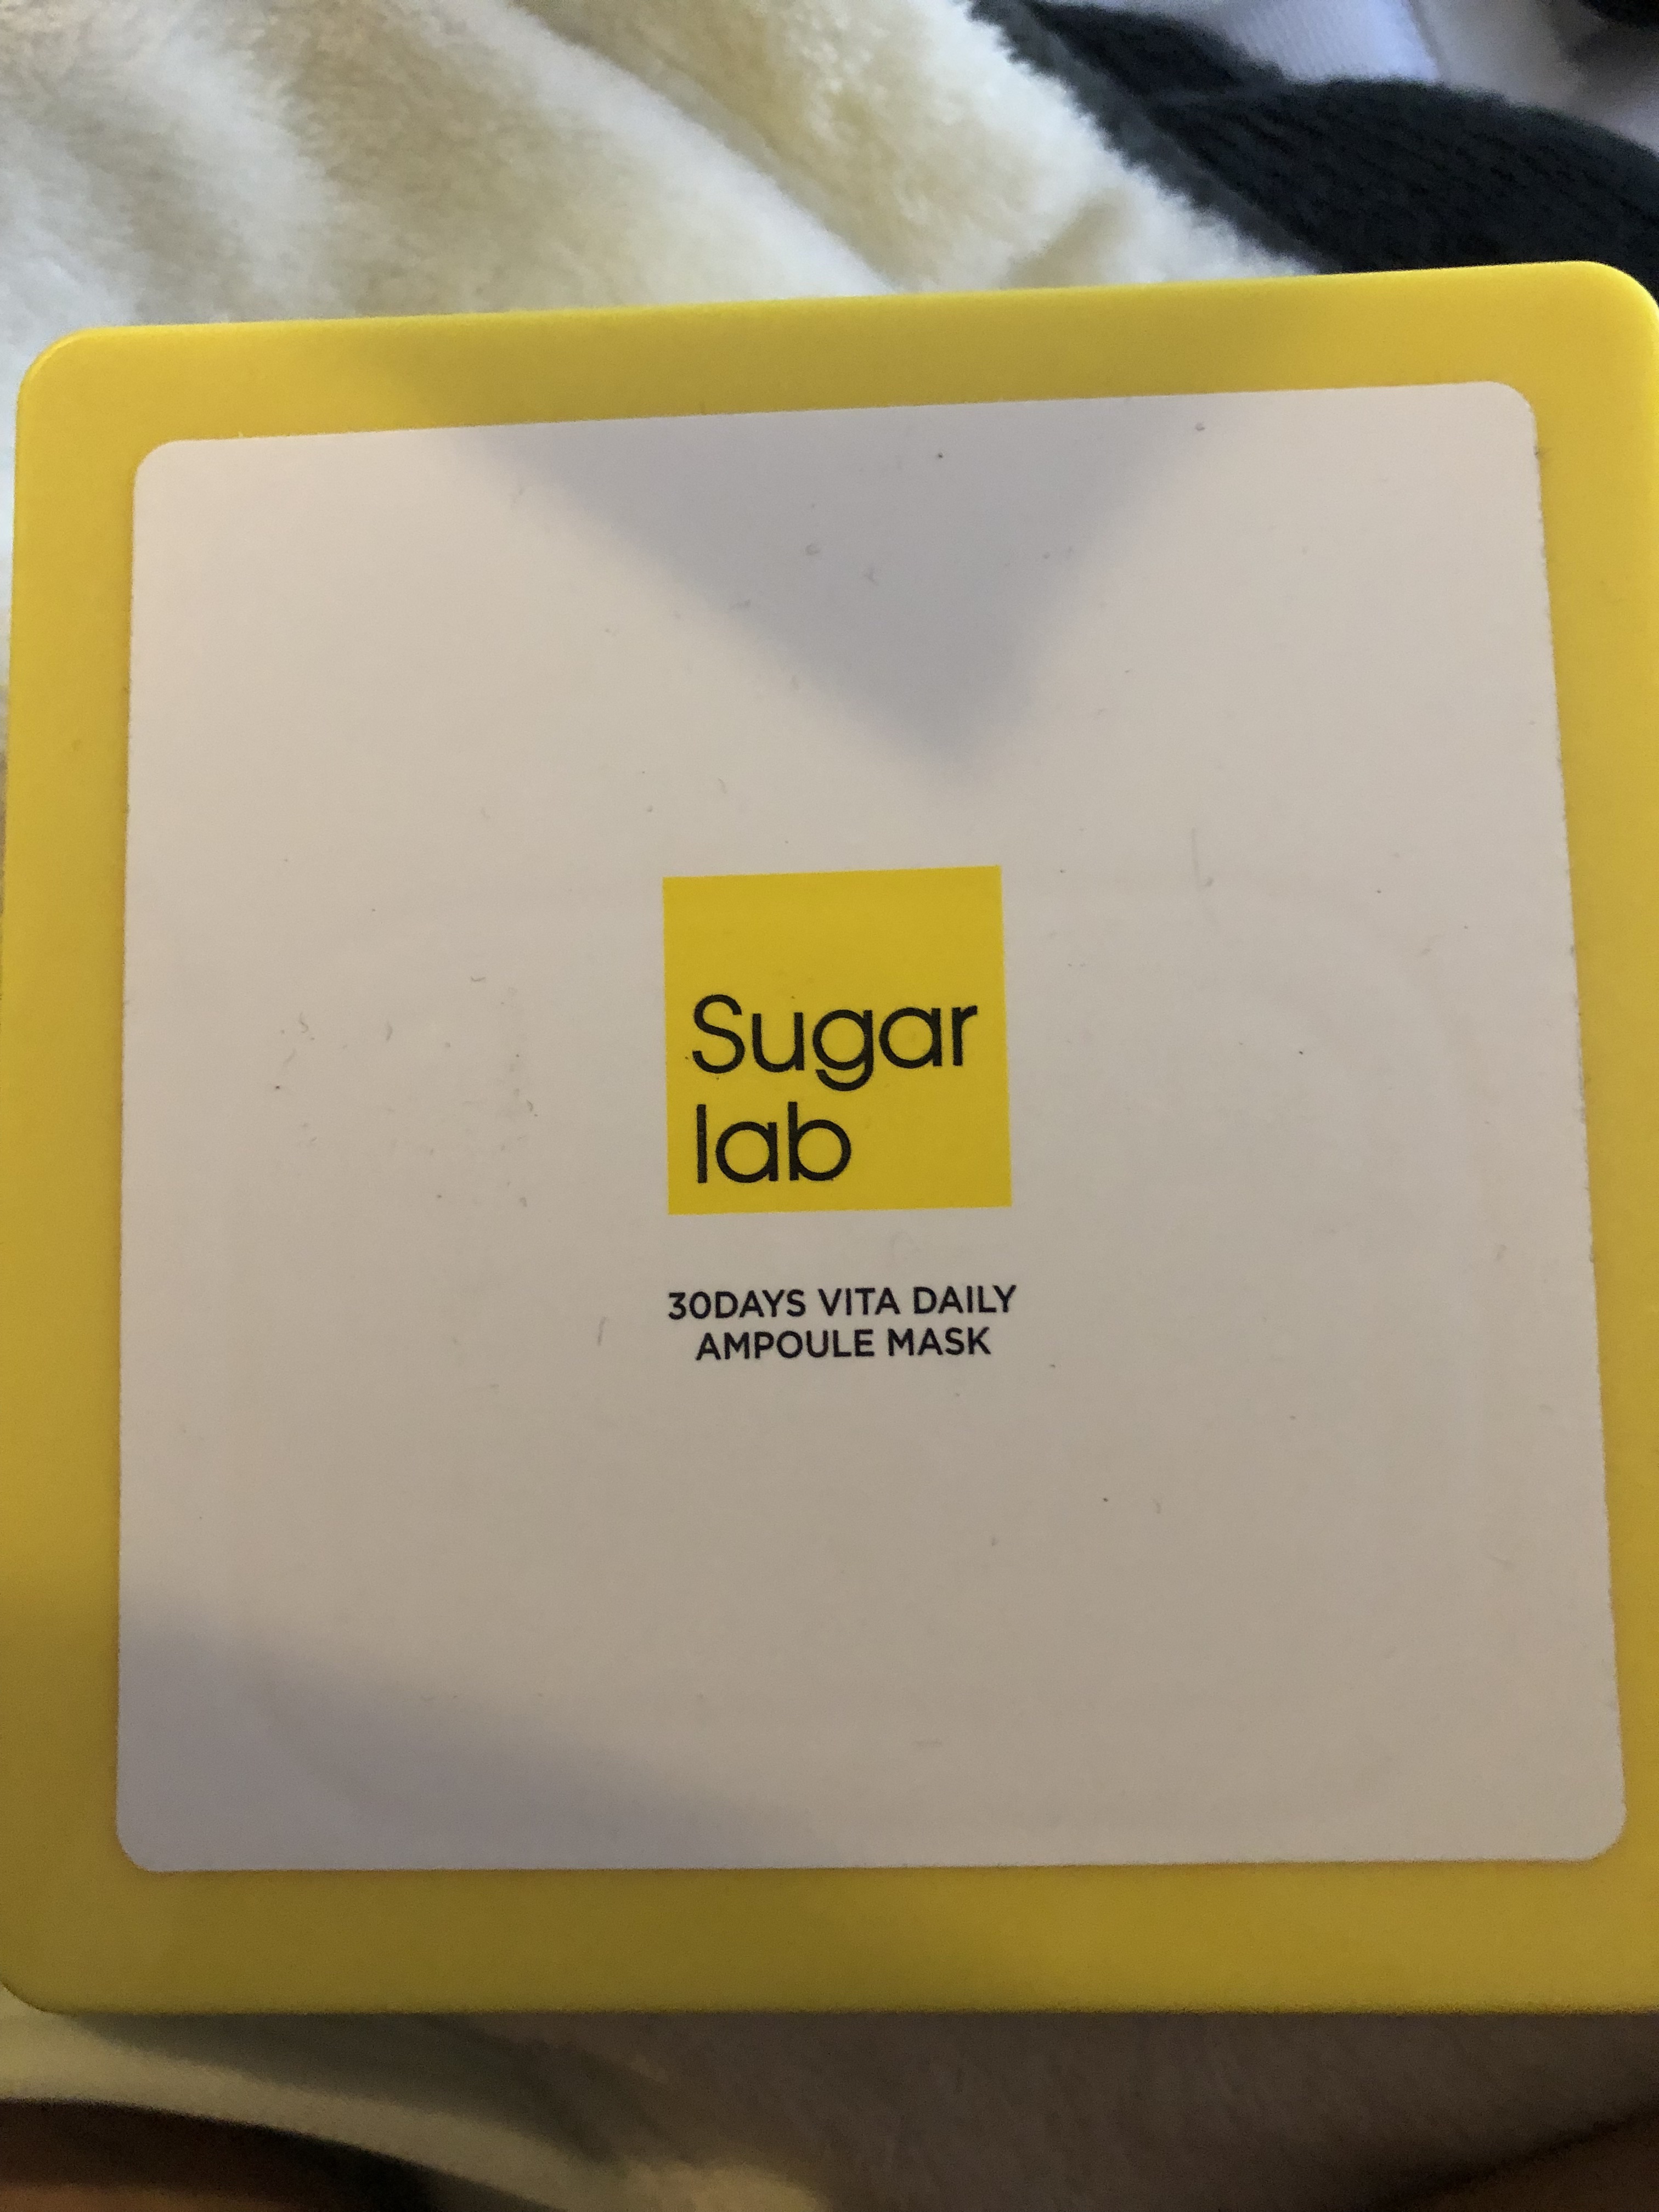 Sugar
lab
30DAYS VITA DAILY
AMPOULE MASK